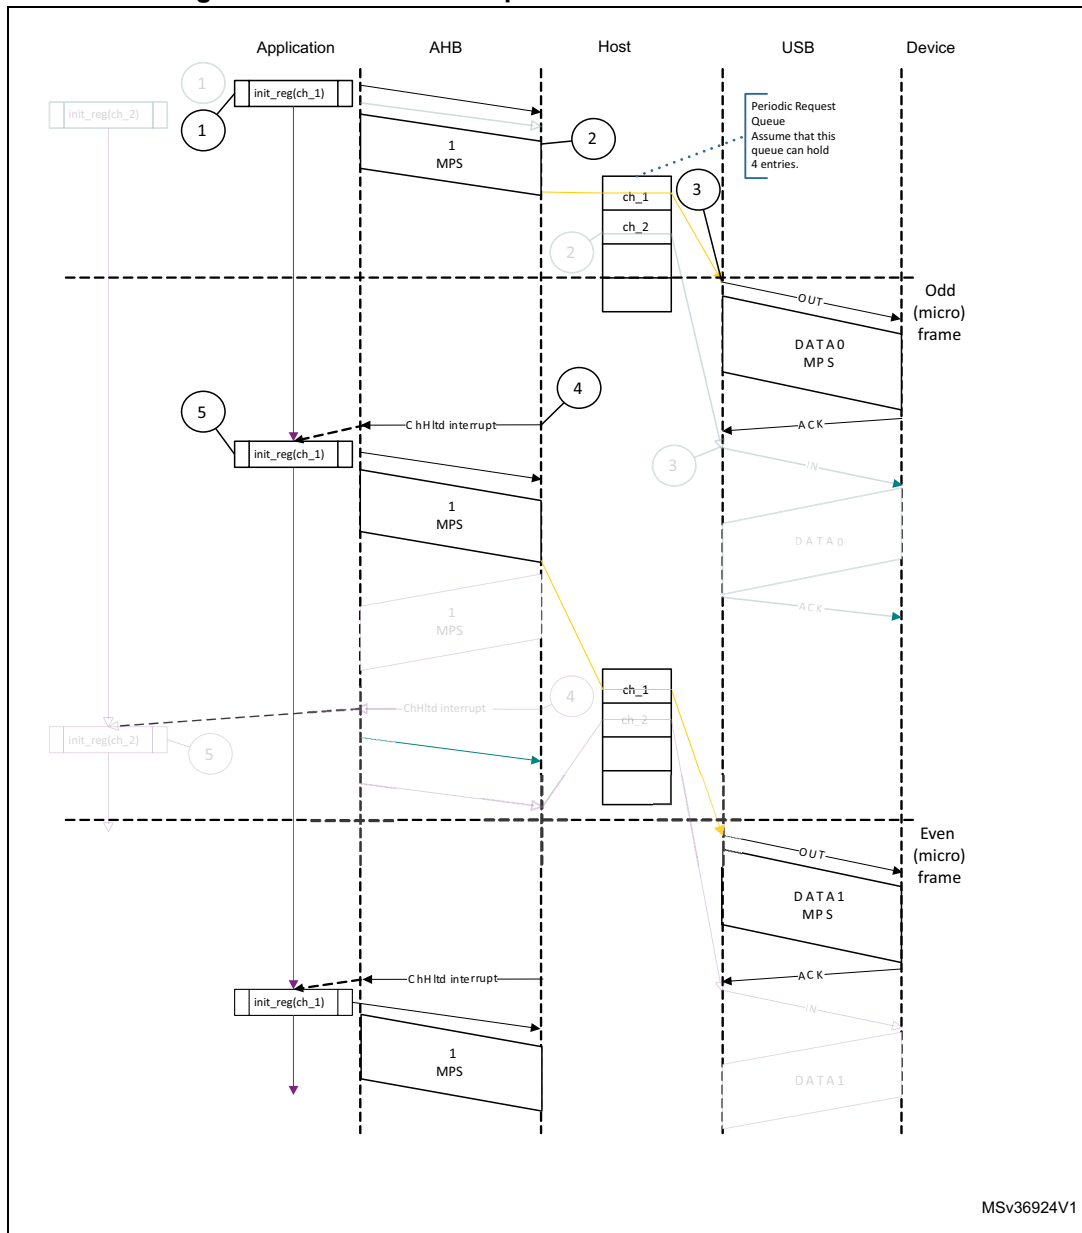 Application
AHB
Host
USB
Device
1
init_reg(ch_1)
init_reg(ch_2)
1
Periodic Request
Queue
Assume that this
queue can hold
4 entries.
2
1
MPS
3
ch_1
ch_2
2
Odd
(micro)
frame
OUT
DATA0
MPS
4
5
ChHltd interrupt
ACK
init_reg(ch_1)
3
IN
1
MPS
DATA0
ACK
1
MPS
ch_1
4
ChHltd interrupt
ch_2
init_reg(ch_2)
5
Even
(micro)
frame
OUT
DATA1
MPS
ChHltd interrupt
ACK
init_reg(ch_1)
IN
1
MPS
DATA1
MSv36924V1